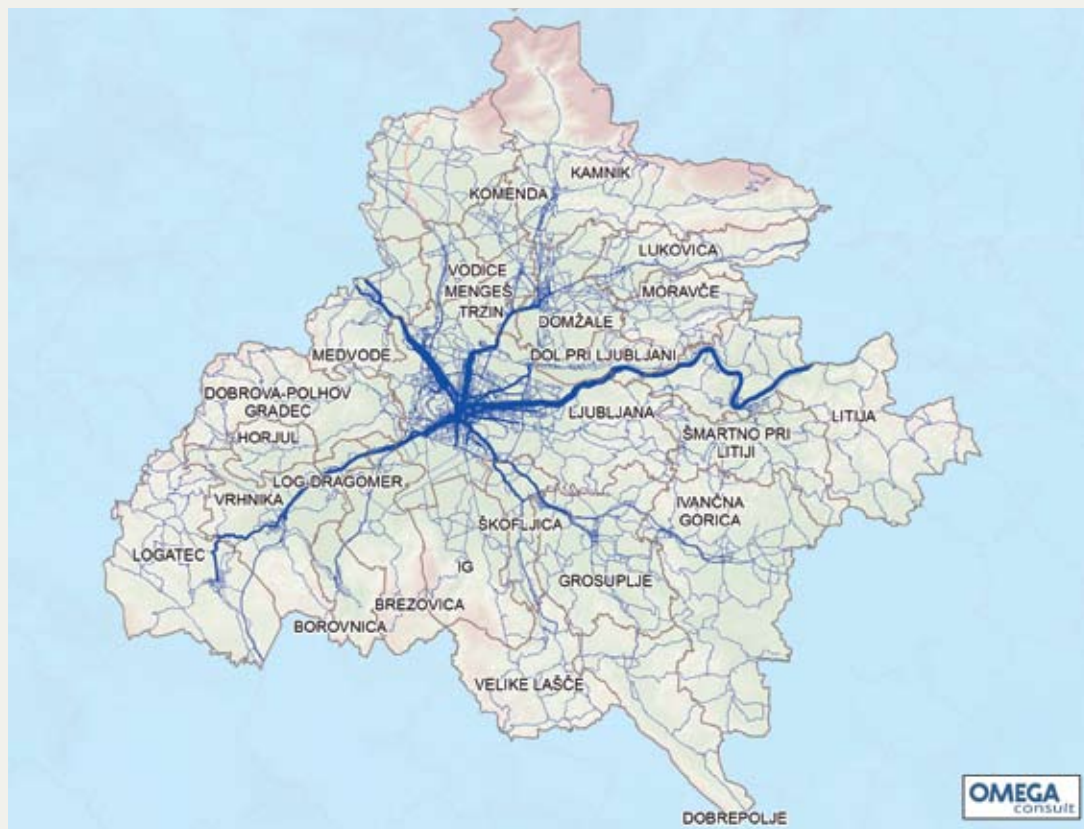 KAMNIK
KOMENDA
LUKOVICA
VODICE
MENGEŠ
TRZIN
MORAVČE
DOMŽALE
MEDVODE
DOL PRI LJUBLJANI
DOBROVA-POLHOV
GRADEC
LJUBLJANA
LITIJA
HORJUL
ŠMARTNO PRI
LITIJI
LOG-DRAGOMER
VRHNIKA
IVANČNA
GORICA
ŠKOFLJICA
LOGATEC
IG
GROSUPLJE
BREZOVICA
BOROVNICA
VELIKE LAŠČE
DOBREPOLJE
OMEGA
consult